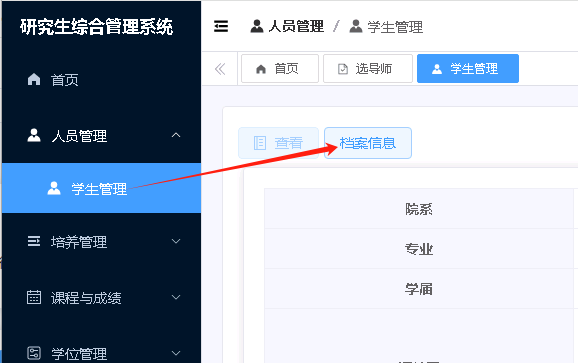 研究生综合管理系统
人员管理 / 学生管理
首页
选导师
学生管理
首页
人员管理
学生管理
培养管理
课程与成绩
学位管理
查看
档案信息
院系
专业
学届